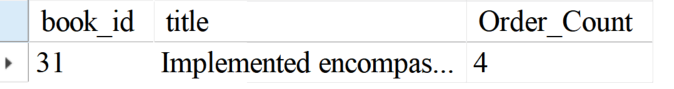 book_id title Order_Count
31 Implemented encompas... 4